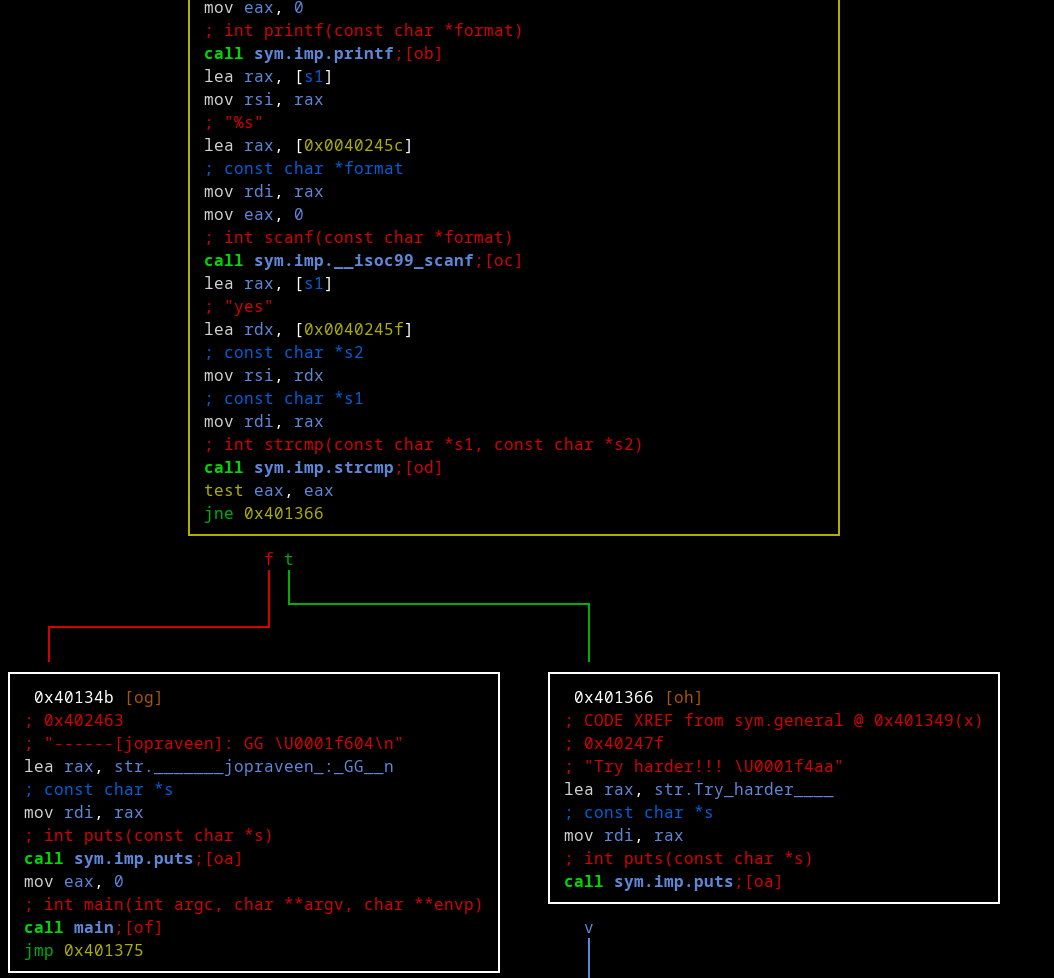 mov eax, 0
; int printf(const char *format)
call sym.imp.printf;[ob]
lea rax, [s1]
mov rsi, rax
; "%s"
lea rax, [0x0040245c]
; const char *format
mov rdi, rax
mov eax, 0
; int scanf(const char *format)
call sym.imp.__isoc99_scanf;[oc]
lea rax, [s1]
; "yes"
lea rdx, [0x0040245f]
; const char *s2
mov rsi, rdx
; const char *s1
mov rdi, rax
; int strcmp(const char *s1, const char *s2)
call sym.imp.strcmp;[od]
test eax, eax
jne 0x401366
f t
0x40134b [og]
; 0x402463
; "------[jopraveen]: GG \U0001f604\n"
lea rax, str._______jopraveen_:_GG__n
; const char *s
mov rdi, rax
; int puts(const char *s)
call sym.imp.puts;[oa]
mov eax, 0
; int main(int argc, char **argv, char **envp)
call main;[of]
jmp 0x401375
0x401366 [oh]
; CODE XREF from sym.general @ 0x401349(x)
; 0x40247f
; "Try harder!!! \U0001f4aa"
lea rax, str.Try_harder____
; const char *s
mov rdi, rax
; int puts(const char *s)
call sym.imp.puts;[oa]
v